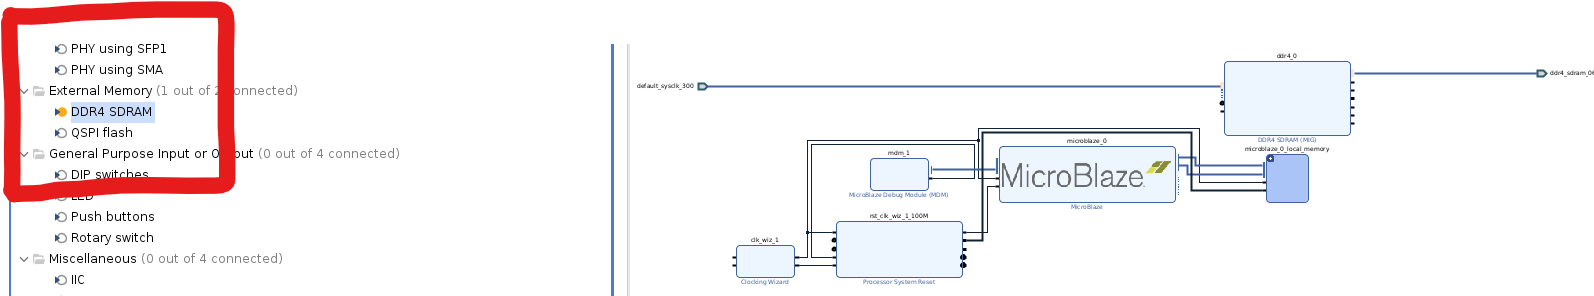 PHY using SFP1
PHY using SMA
External Memory (1 out of 2 connected)
DDR4 SDRAM
QSPI flash
General Purpose Input or Output (0 out of 4 connected)
DIP switches
LED
Push buttons
Rotary switch
Miscellaneous (0 out of 4 connected)
IIC
ddr4_0
default_sysclk_300
ddr4_sdram_06
DDR4 SDRAM (MIG)
microblaze_0
microblaze_0_local_memory
mdm_1
MicroBlaze
MicroBlaze Debug Module (MDM)
MicroBlaze
rst_clk_wiz_1_100M
clk_wiz_1
Clocking Wizard
Processor System Reset